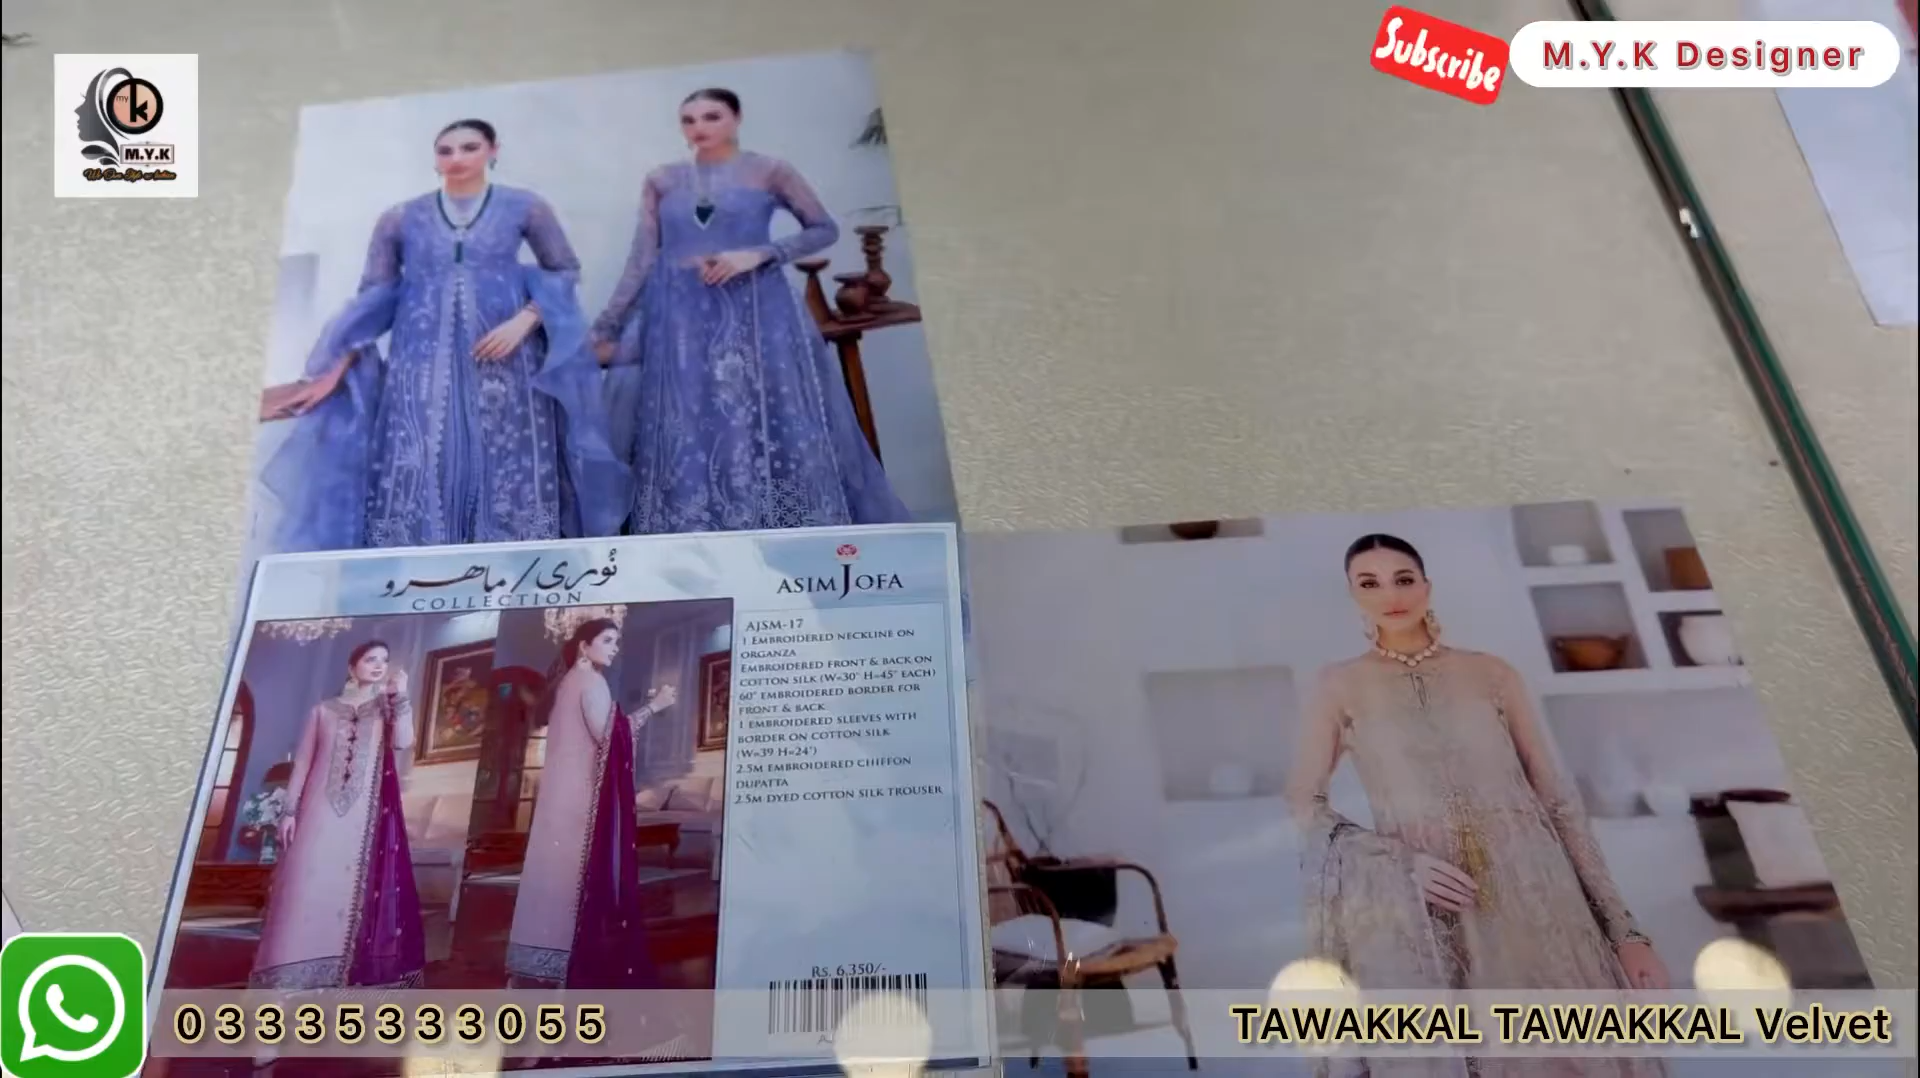 Subscribe
M.Y.K Designer
my
k
M.Y.K
نوری/ماہرو
COLLECTION
ASIM JOFA
AJSM-17
1 EMBROIDERED NECKLINE ON
ORGANZA
EMBROIDERED FRONT & BACK ON
COTTON SILK (W=30" H=45" EACH)
60" EMBROIDERED BORDER FOR
FRONT & BACK
1 EMBROIDERED SLEEVES WITH
BORDER ON COTTON SILK
(W=39 H=24")
2.5M EMBROIDERED CHIFFON
DUPATTA
2.5M DYED COTTON SILK TROUSER
Rs. 6,350/-
03335333055
TAWAKKAL TAWAKKAL Velvet